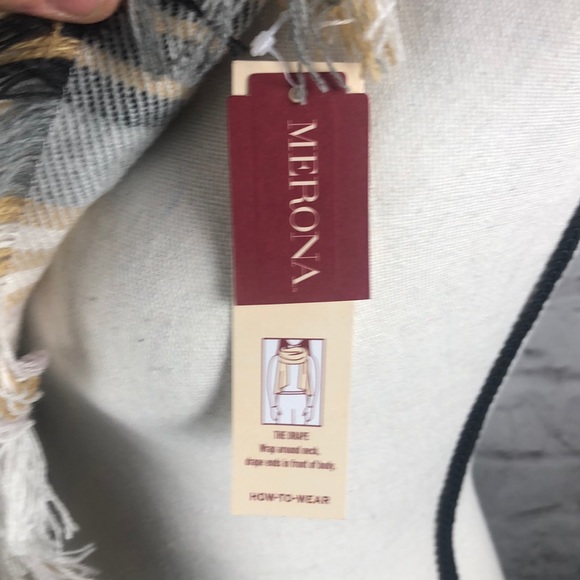 MERONA®
THE DRAPE
Wrap around neck,
drape ends in front of body.
HOW-TO-WEAR